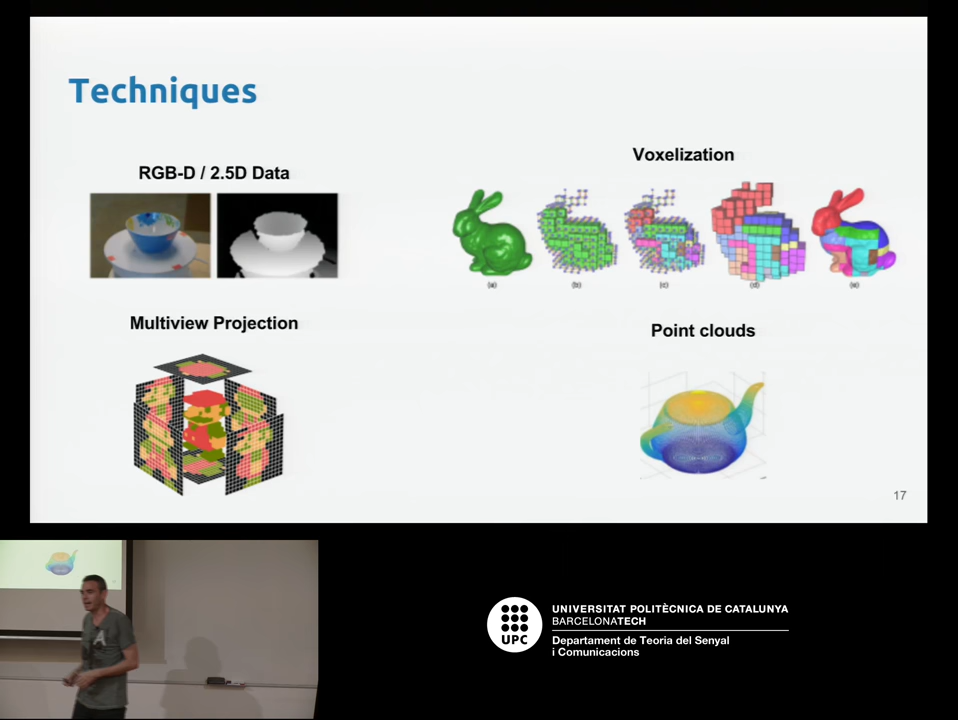 Techniques
RGB-D / 2.5D Data
Voxelization
(a) (b) (c) (d) (e)
Multiview Projection
Point clouds
17
UPC
UNIVERSITAT POLITÈCNICA DE CATALUNYA
BARCELONATECH
Departament de Teoria del Senyal
i Comunicacions